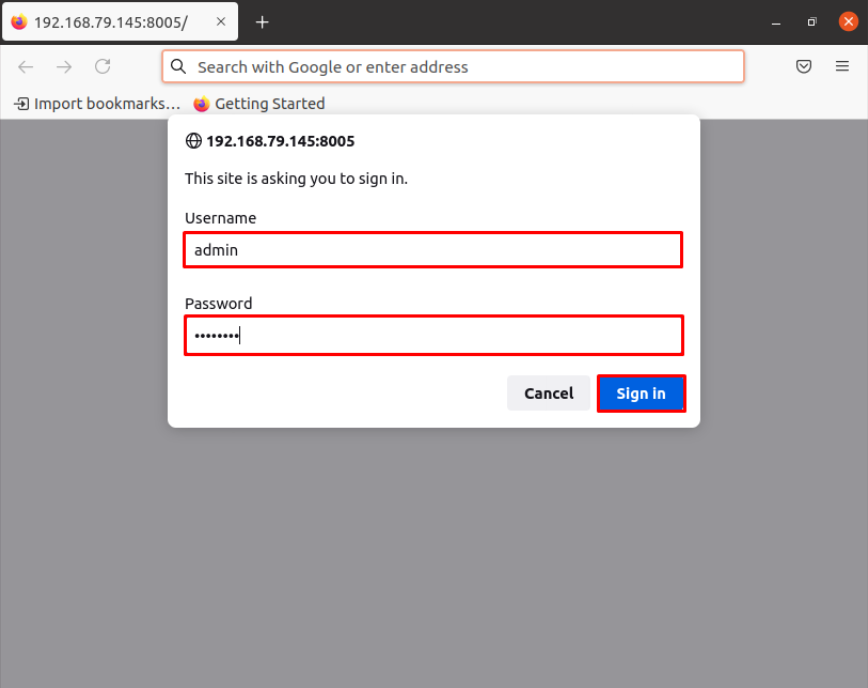 192.168.79.145:8005/
Search with Google or enter address
Import bookmarks… Getting Started
192.168.79.145:8005
This site is asking you to sign in.
Username
admin
Password
••••••••
Cancel Sign in